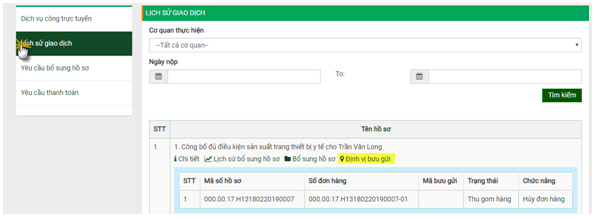 Dịch vụ công trực tuyến
Lịch sử giao dịch
Yêu cầu bổ sung hồ sơ
Yêu cầu thanh toán
LỊCH SỬ GIAO DỊCH
Cơ quan thực hiện
--Tất cả cơ quan--
Ngày nộp
To:
Tìm kiếm
STT Tên hồ sơ
1 1. Công bố đủ điều kiện sản xuất trang thiết bị y tế cho Trần Văn Long
Chi tiết Lịch sử bổ sung hồ sơ Bổ sung hồ sơ Định vị bưu gửi
STT Mã số hồ sơ Số đơn hàng Mã bưu gửi Trạng thái Chức năng
1 000.00.17.H13180220190007 000.00.17.H13180220190007-01 Thu gom hàng Hủy đơn hàng